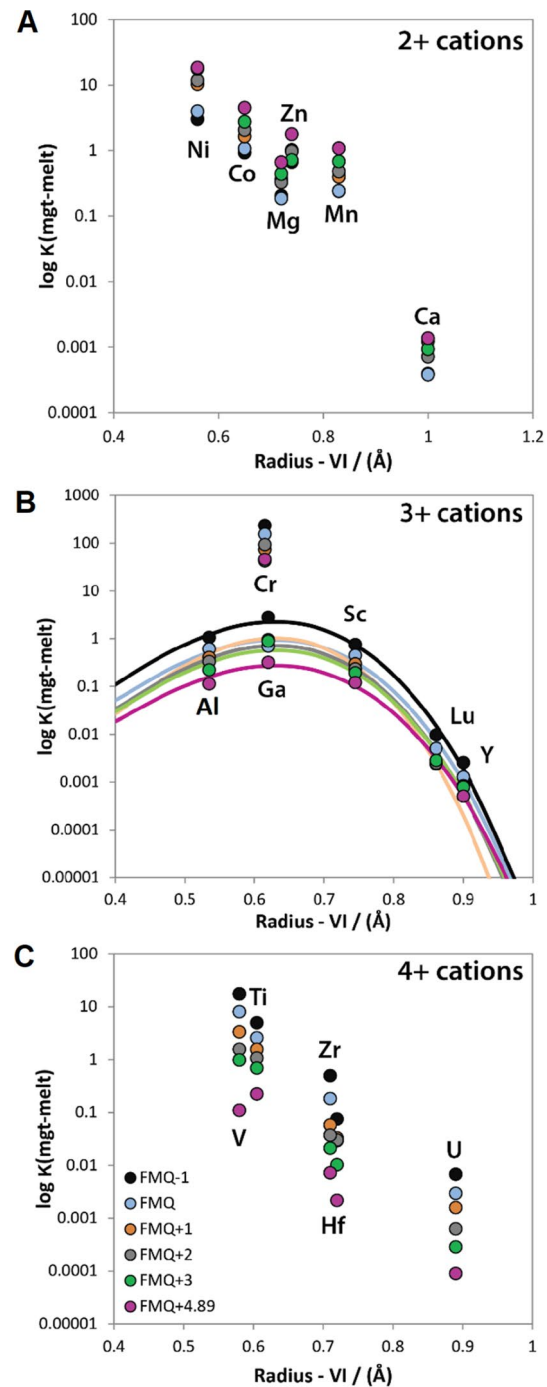 A
2+ cations
log K(mgt-melt)
100
10
1
0.1
0.01
0.001
0.0001
Ni
Co
Zn
Mg
Mn
Ca
0.4
0.6
0.8
1
1.2
Radius - VI / (Å)
B
3+ cations
log K(mgt-melt)
1000
100
10
1
0.1
0.01
0.001
0.0001
0.00001
Cr
Sc
Al
Ga
Lu
Y
0.4
0.5
0.6
0.7
0.8
0.9
1
Radius - VI / (Å)
C
4+ cations
log K(mgt-melt)
100
10
1
0.1
0.01
0.001
0.0001
0.00001
Ti
Zr
V
U
Hf
FMQ-1
FMQ
FMQ+1
FMQ+2
FMQ+3
FMQ+4.89
0.4
0.5
0.6
0.7
0.8
0.9
1
Radius - VI / (Å)